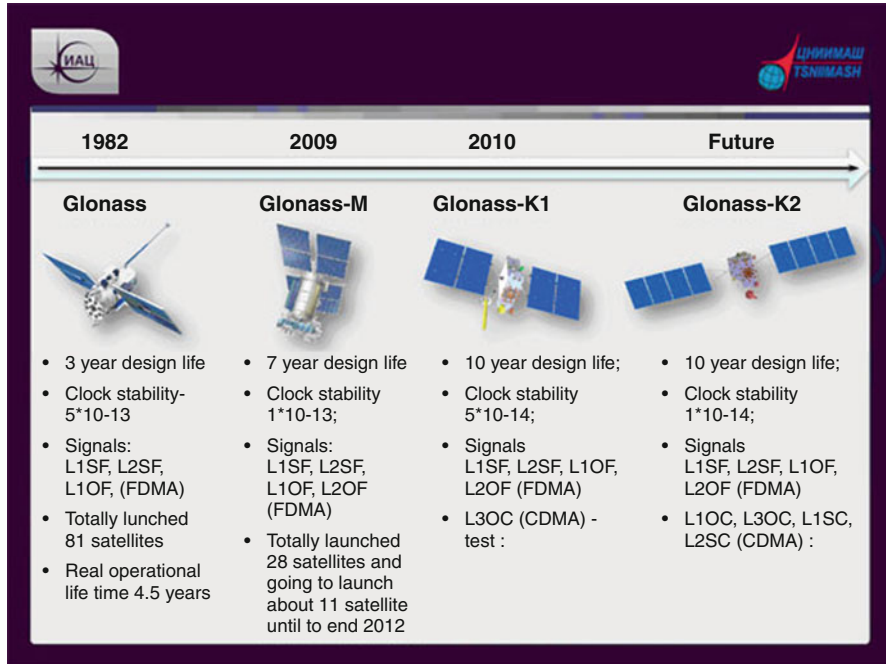 ИАЦ
ЦНИИМАШ
TSNIIMASH
1982
2009
2010
Future
Glonass
Glonass-M
Glonass-K1
Glonass-K2
• 3 year design life
• Clock stability-
5*10-13
• Signals:
L1SF, L2SF,
L1OF, (FDMA)
• Totally lunched
81 satellites
• Real operational
life time 4.5 years
• 7 year design life
• Clock stability
1*10-13;
• Signals:
L1SF, L2SF,
L1OF, L2OF
(FDMA)
• Totally launched
28 satellites and
going to launch
about 11 satellite
until to end 2012
• 10 year design life;
• Clock stability
5*10-14;
• Signals
L1SF, L2SF, L1OF,
L2OF (FDMA)
• L3OC (CDMA) -
test :
• 10 year design life;
• Clock stability
1*10-14;
• Signals
L1SF, L2SF, L1OF,
L2OF (FDMA)
• L1OC, L3OC, L1SC,
L2SC (CDMA) :